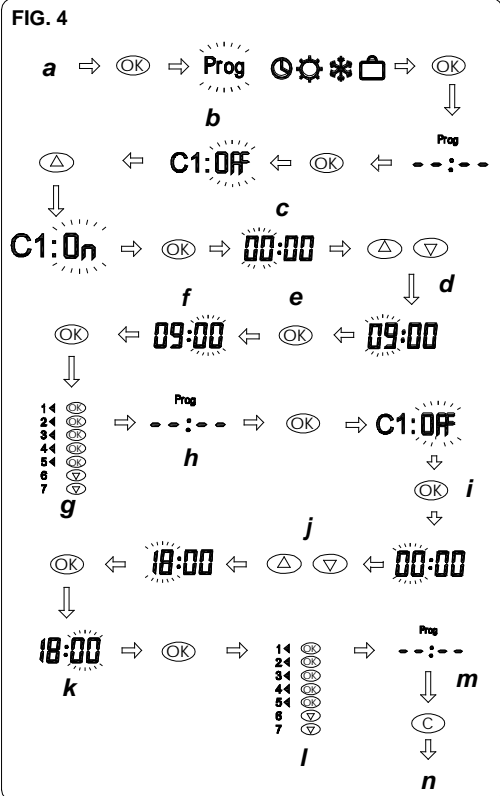 FIG. 4
a OK Prog OK
b
Prog
C1:OFF OK --:--
c
C1:On OK 00:00
d
f e
OK 09:00 OK 09:00
Prog
1 OK
2 OK
3 OK
4 OK
5 OK
6
7
--:-- OK C1:OFF
h
g
OK i
j
OK 18:00 00:00
18:00 OK
k
1 OK
2 OK
3 OK
4 OK
5 OK
6
7
l
Prog
--:--
m
C
n